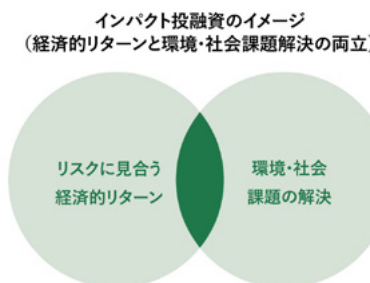 インパクト投融資のイメージ
（経済的リターンと環境・社会課題解決の両立）
リスクに見合う
経済的リターン
環境・社会
課題の解決